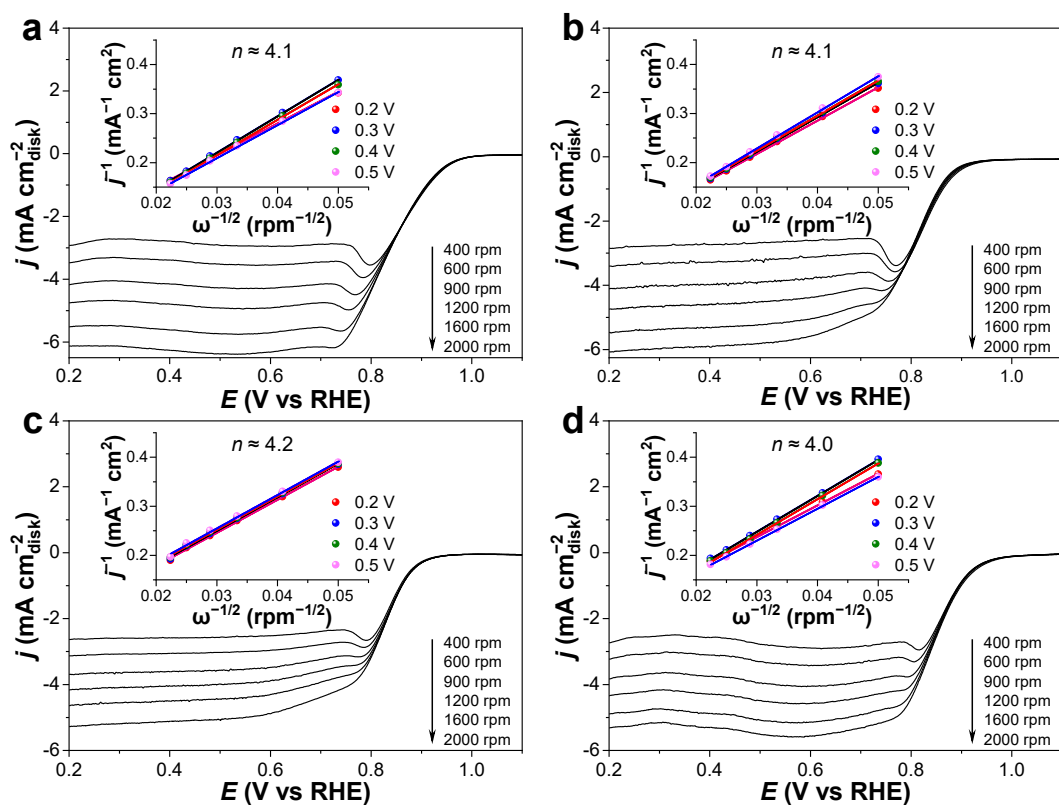 a
n ≈ 4.1
j⁻¹ (mA⁻¹ cm²)
0.4
0.3
0.2
0.02 0.03 0.04 0.05
ω⁻¹/² (rpm⁻¹/²)
0.2 V
0.3 V
0.4 V
0.5 V
j (mA cm⁻²disk)
4
2
0
-2
-4
-6
400 rpm
600 rpm
900 rpm
1200 rpm
1600 rpm
2000 rpm
0.2 0.4 0.6 0.8 1.0
E (V vs RHE)
b
n ≈ 4.1
j⁻¹ (mA⁻¹ cm²)
0.4
0.3
0.2
0.02 0.03 0.04 0.05
ω⁻¹/² (rpm⁻¹/²)
0.2 V
0.3 V
0.4 V
0.5 V
j (mA cm⁻²disk)
4
2
0
-2
-4
-6
400 rpm
600 rpm
900 rpm
1200 rpm
1600 rpm
2000 rpm
0.2 0.4 0.6 0.8 1.0
E (V vs RHE)
c
n ≈ 4.2
j⁻¹ (mA⁻¹ cm²)
0.4
0.3
0.2
0.02 0.03 0.04 0.05
ω⁻¹/² (rpm⁻¹/²)
0.2 V
0.3 V
0.4 V
0.5 V
j (mA cm⁻²disk)
4
2
0
-2
-4
-6
400 rpm
600 rpm
900 rpm
1200 rpm
1600 rpm
2000 rpm
0.2 0.4 0.6 0.8 1.0
E (V vs RHE)
d
n ≈ 4.0
j⁻¹ (mA⁻¹ cm²)
0.4
0.3
0.2
0.02 0.03 0.04 0.05
ω⁻¹/² (rpm⁻¹/²)
0.2 V
0.3 V
0.4 V
0.5 V
j (mA cm⁻²disk)
4
2
0
-2
-4
-6
400 rpm
600 rpm
900 rpm
1200 rpm
1600 rpm
2000 rpm
0.2 0.4 0.6 0.8 1.0
E (V vs RHE)